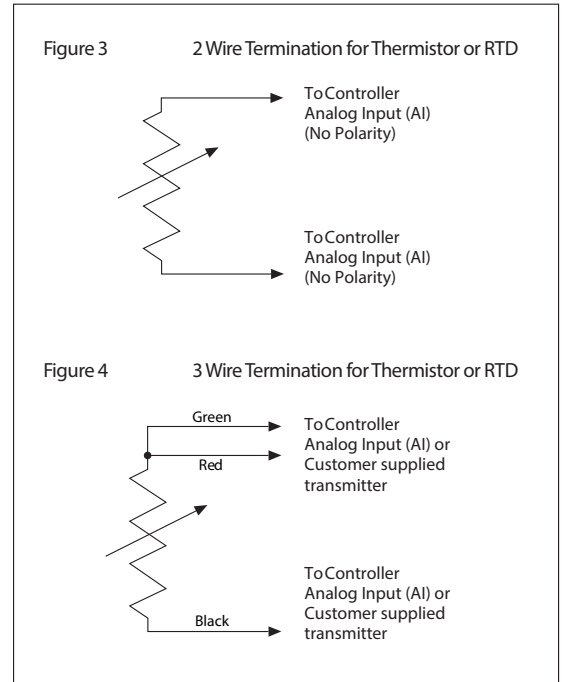 Figure 3 2 Wire Termination for Thermistor or RTD
To Controller
Analog Input (AI)
(No Polarity)
To Controller
Analog Input (AI)
(No Polarity)
Figure 4 3 Wire Termination for Thermistor or RTD
Green
Red
To Controller
Analog Input (AI) or
Customer supplied
transmitter
Black
To Controller
Analog Input (AI) or
Customer supplied
transmitter